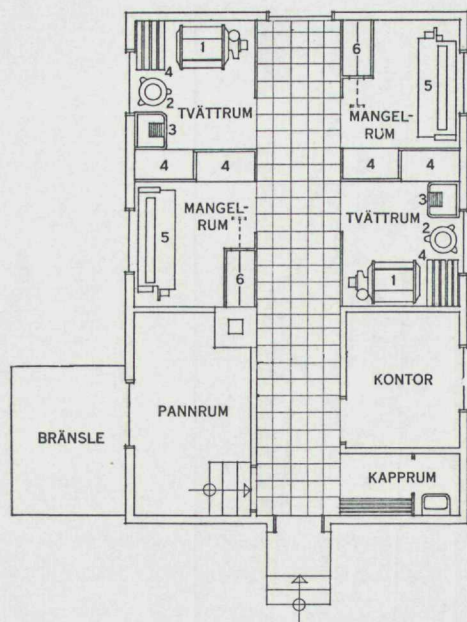 1
6
4
5
2
TVÄTTRUM
MANGEL-
RUM
3
4
4
4
4
MANGEL-
RUM
TVÄTTRUM
3
2
5
4
6
1
KONTOR
PANNRUM
BRÄNSLE
KAPPRUM